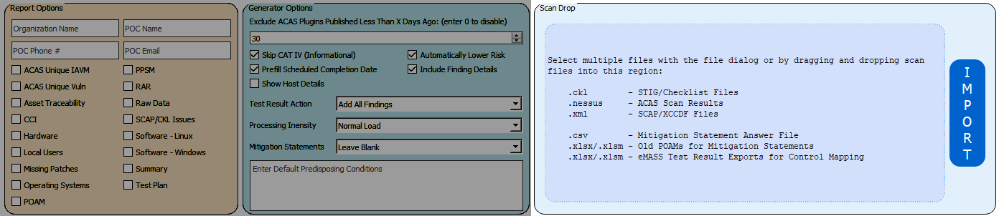 Report Options
Organization Name
POC Name
POC Phone #
POC Email
ACAS Unique IAVM
PPSM
ACAS Unique Vuln
RAR
Asset Traceability
Raw Data
CCI
SCAP/CKL Issues
Hardware
Software - Linux
Local Users
Software - Windows
Missing Patches
Summary
Operating Systems
Test Plan
POAM
Generator Options
Exclude ACAS Plugins Published Less Than X Days Ago: (enter 0 to disable)
30
Skip CAT IV (Informational)
Automatically Lower Risk
Prefill Scheduled Completion Date
Include Finding Details
Show Host Details
Test Result Action
Add All Findings
Processing Inensity
Normal Load
Mitigation Statements
Leave Blank
Enter Default Predisposing Conditions
Scan Drop
Select multiple files with the file dialog or by dragging and dropping scan
files into this region:
.ckl - STIG/Checklist Files
.nessus - ACAS Scan Results
.xml - SCAP/XCCDF Files
.csv - Mitigation Statement Answer File
.xlsx/.xlsm - Old POAMs for Mitigation Statements
.xlsx/.xlsm - eMASS Test Result Exports for Control Mapping
IMPORT